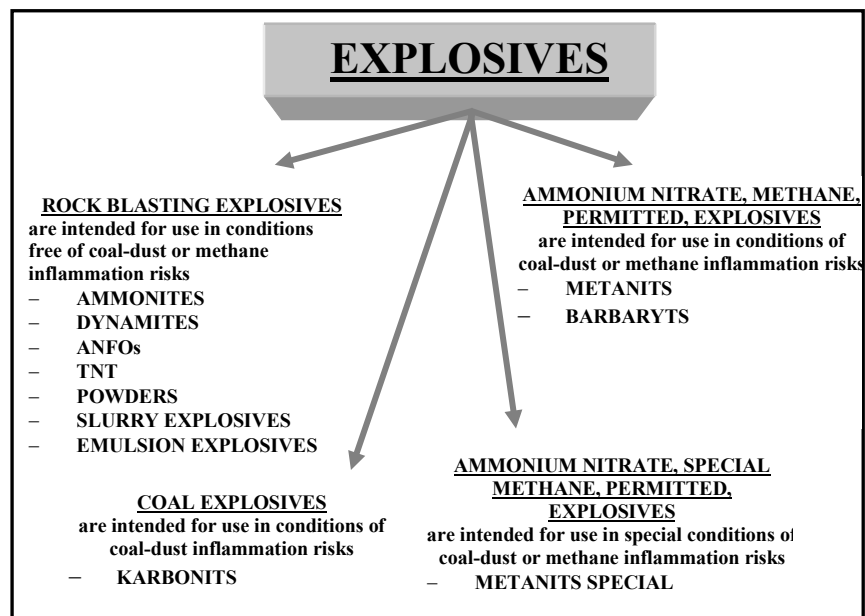 EXPLOSIVES
ROCK BLASTING EXPLOSIVES
are intended for use in conditions
free of coal-dust or methane
inflammation risks
– AMMONITES
– DYNAMITES
– ANFOs
– TNT
– POWDERS
– SLURRY EXPLOSIVES
– EMULSION EXPLOSIVES
AMMONIUM NITRATE, METHANE,
PERMITTED, EXPLOSIVES
are intended for use in conditions of
coal-dust or methane inflammation risks
– METANITS
– BARBARYTS
COAL EXPLOSIVES
are intended for use in conditions of
coal-dust inflammation risks
– KARBONITS
AMMONIUM NITRATE, SPECIAL
METHANE, PERMITTED,
EXPLOSIVES
are intended for use in special conditions of
coal-dust or methane inflammation risks
– METANITS SPECIAL